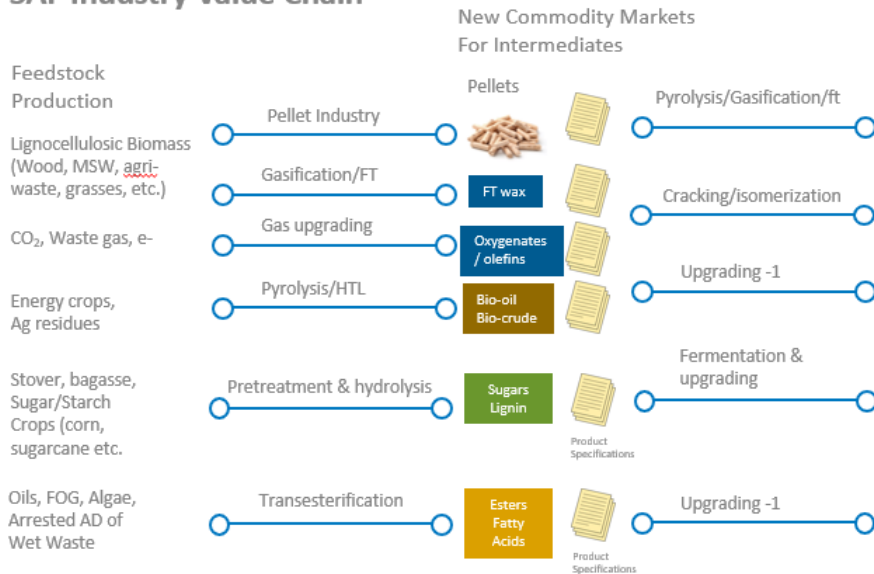 SAF Industry Value Chain
New Commodity Markets
For Intermediates
Feedstock
Production
Pellets
Pellet Industry
Pyrolysis/Gasification/ft
Lignocellulosic Biomass
(Wood, MSW, agri-
waste, grasses, etc.)
Gasification/FT
FT wax
Cracking/isomerization
CO₂, Waste gas, e-
Gas upgrading
Oxygenates
/ olefins
Upgrading -1
Energy crops,
Ag residues
Pyrolysis/HTL
Bio-oil
Bio-crude
Fermentation &
upgrading
Stover, bagasse,
Sugar/Starch
Crops (corn,
sugarcane etc.
Pretreatment & hydrolysis
Sugars
Lignin
Product
Specifications
Oils, FOG, Algae,
Arrested AD of
Wet Waste
Transesterification
Esters
Fatty
Acids
Upgrading -1
Product
Specifications